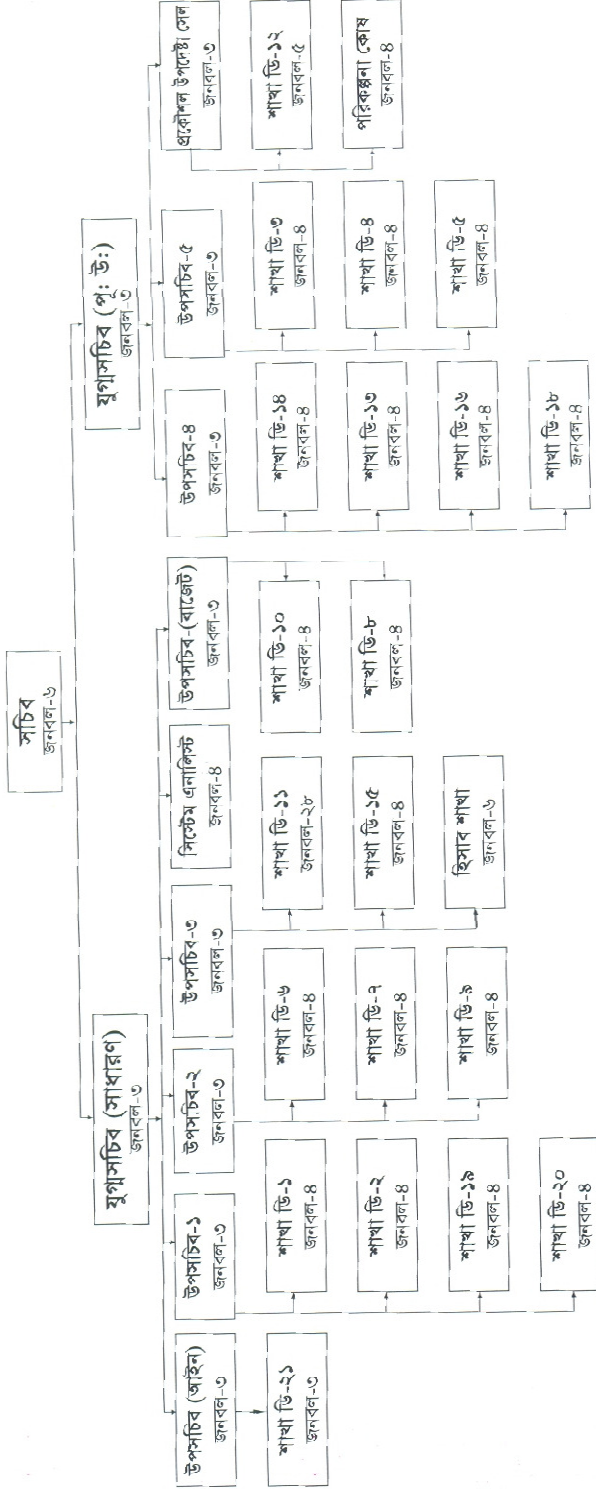 সচিব
জনবল-৬
যুগ্মসচিব (সাধারণ)
জনবল-৩
যুগ্মসচিব (পূ: উ:)
জনবল-৩
উপসচিব (আইন)
জনবল-৩
উপসচিব-১
জনবল-৩
উপসচিব-২
জনবল-৩
উপসচিব-৩
জনবল-৩
সিস্টেম এনালিস্ট
জনবল-৪
উপসচিব-(বাজেট)
জনবল-৩
উপসচিব-৪
জনবল-৩
উপসচিব-৫
জনবল-৩
প্রকৌশল উপদেষ্টা সেল
জনবল-৩
শাখা ডি-২১
জনবল-৩
শাখা ডি-১
জনবল-৪
শাখা ডি-৬
জনবল-৪
শাখা ডি-১১
জনবল-২৮
শাখা ডি-১০
জনবল-৪
শাখা ডি-১৪
জনবল-৪
শাখা ডি-৩
জনবল-৪
শাখা ডি-১২
জনবল-৫
শাখা ডি-২
জনবল-৪
শাখা ডি-৭
জনবল-৪
শাখা ডি-১৫
জনবল-৪
শাখা ডি-৮
জনবল-৪
শাখা ডি-১৩
জনবল-৪
শাখা ডি-৪
জনবল-৪
পরিকল্পনা কোষ
জনবল-৪
শাখা ডি-১৯
জনবল-৪
শাখা ডি-৯
জনবল-৪
হিসাব শাখা
জনবল-৬
শাখা ডি-১৬
জনবল-৪
শাখা ডি-৫
জনবল-৪
শাখা ডি-২০
জনবল-৪
শাখা ডি-১৮
জনবল-৪